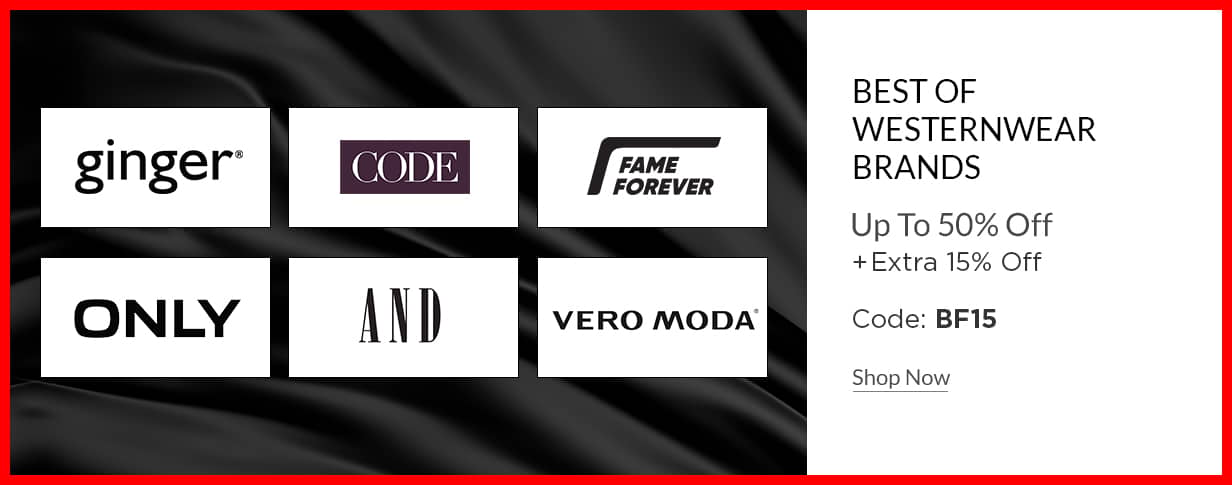 ginger®
CODE
FAME
FOREVER
ONLY
AND
VERO MODA®
BEST OF
WESTERNWEAR
BRANDS
Up To 50% Off
+Extra 15% Off
Code: BF15
Shop Now